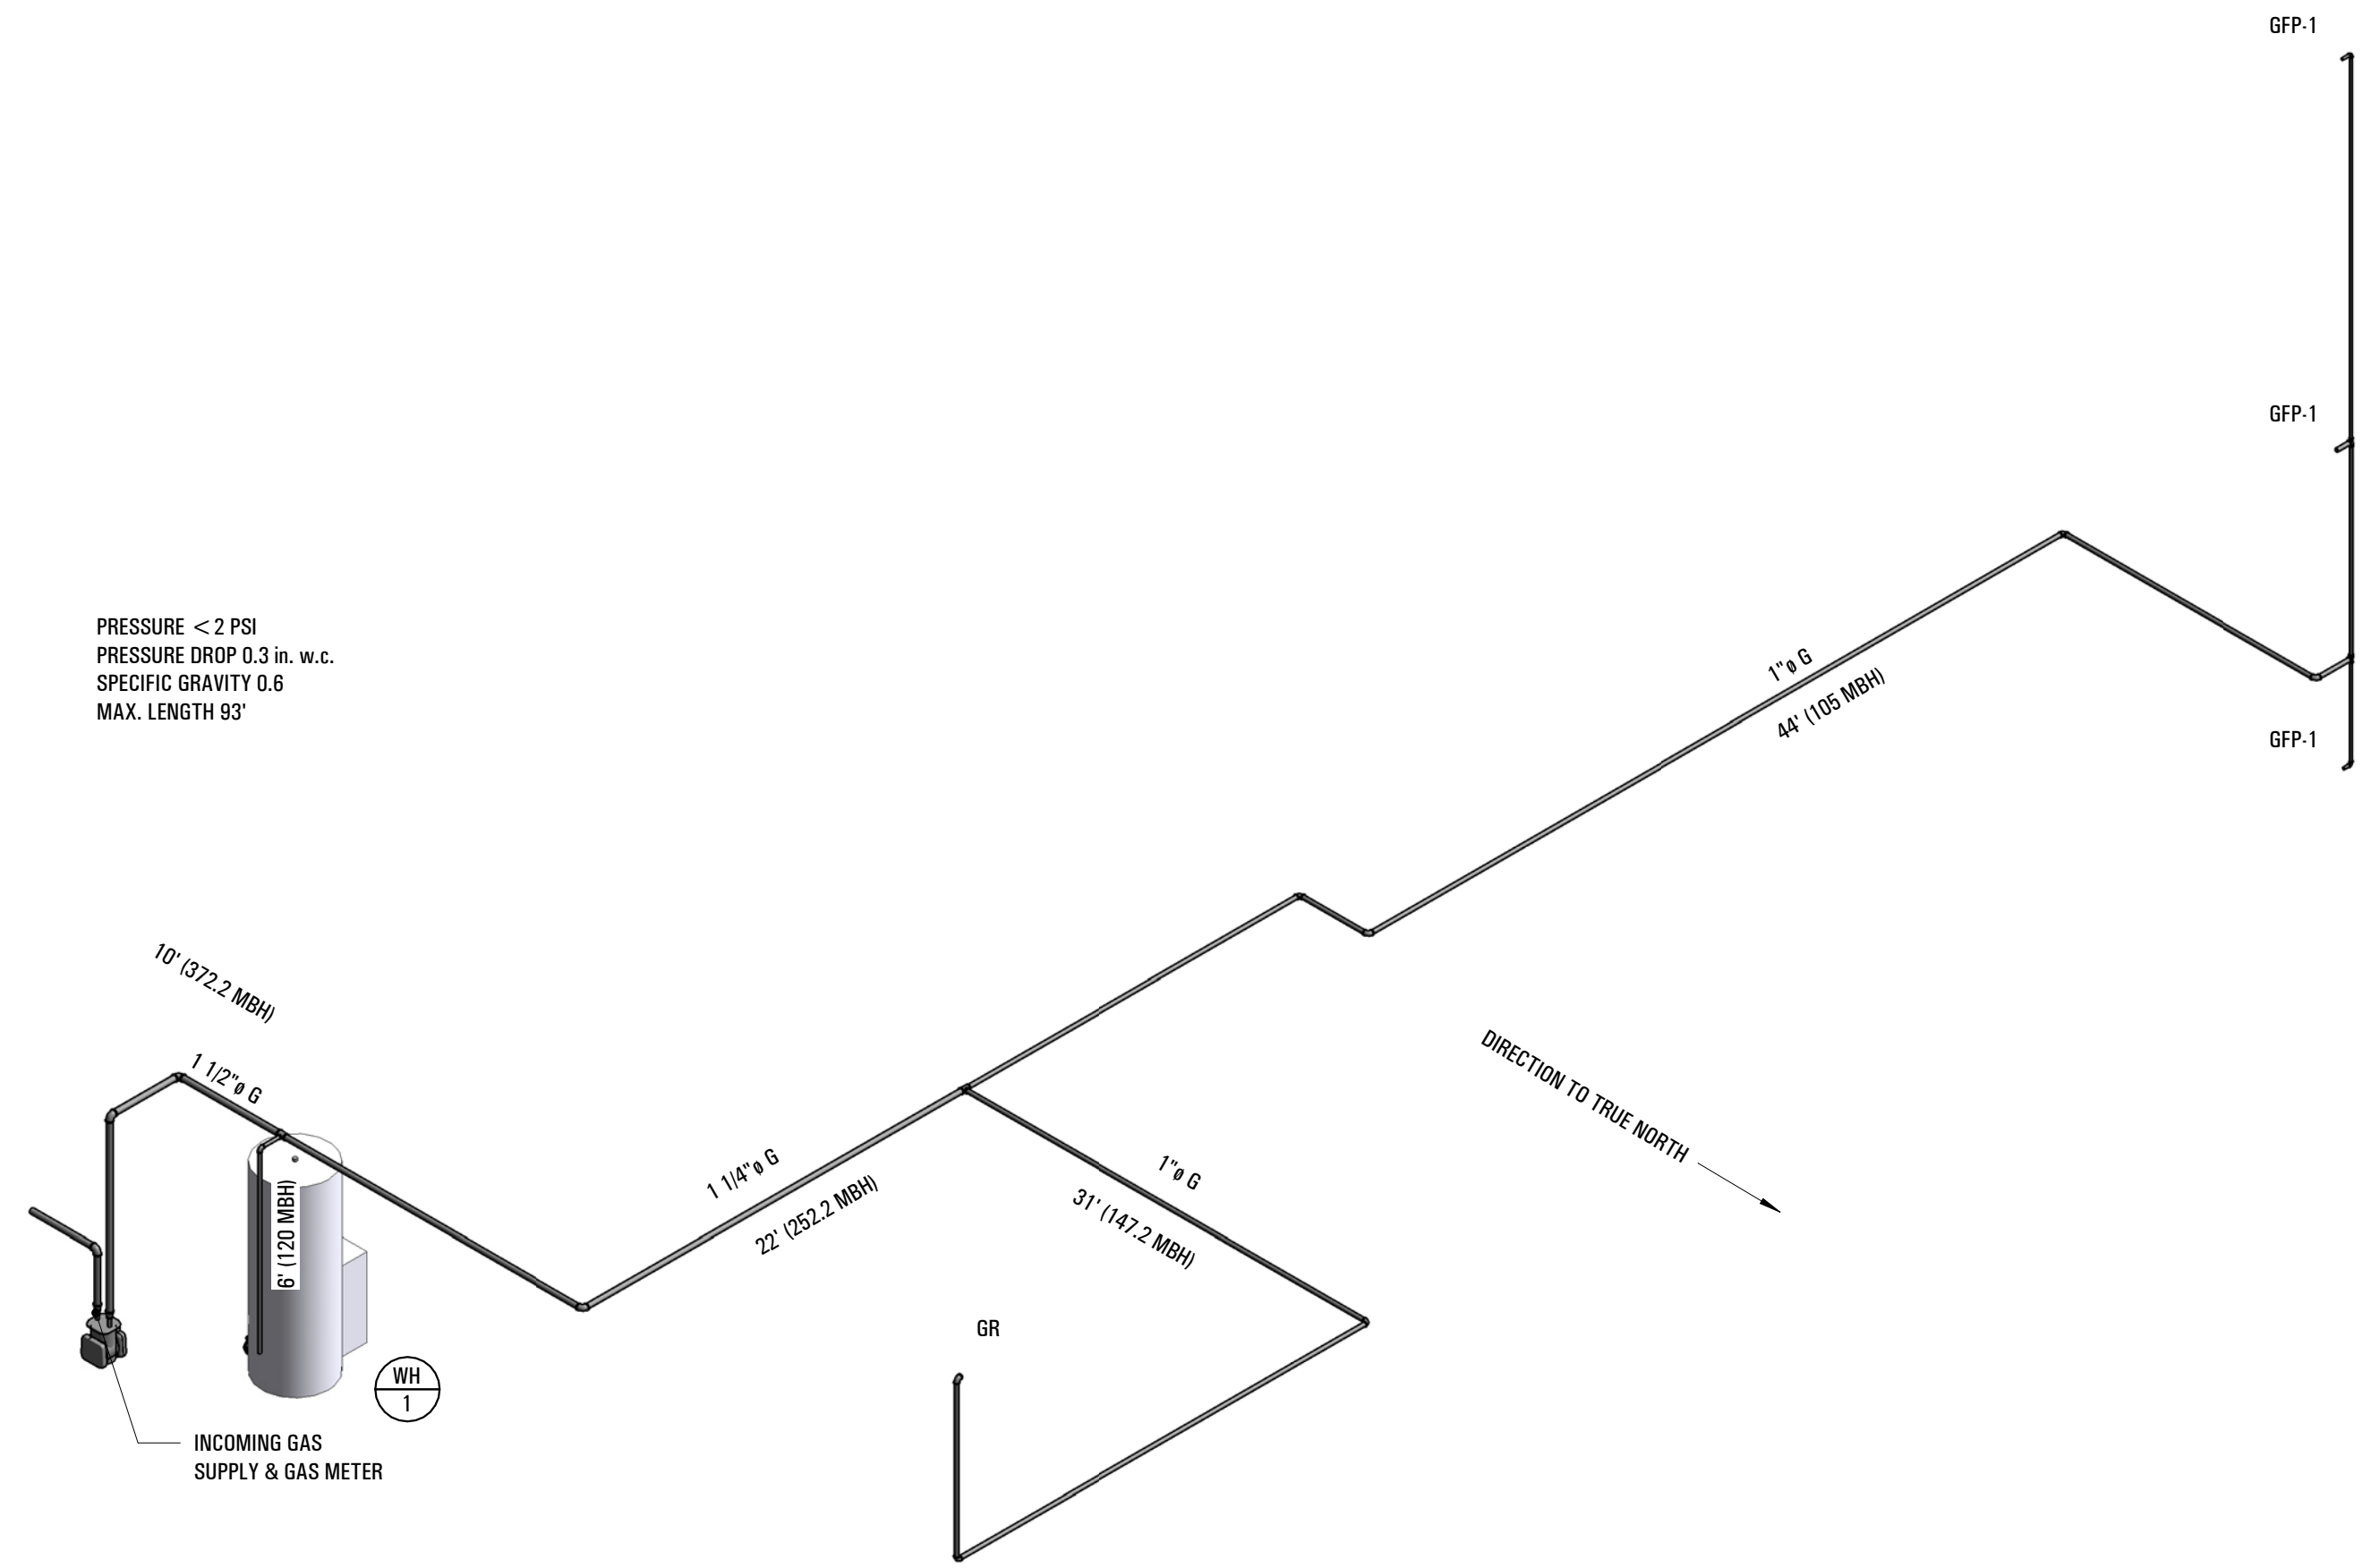 GFP-1
GFP-1
PRESSURE < 2 PSI
PRESSURE DROP 0.3 in. w.c.
SPECIFIC GRAVITY 0.6
MAX. LENGTH 93'
1"ø G
44' (105 MBH)
GFP-1
10' (372.2 MBH)
1 1/2"ø G
DIRECTION TO TRUE NORTH
1 1/4"ø G
22' (252.2 MBH)
1"ø G
31' (147.2 MBH)
6' (120 MBH)
GR
WH
1
INCOMING GAS
SUPPLY & GAS METER